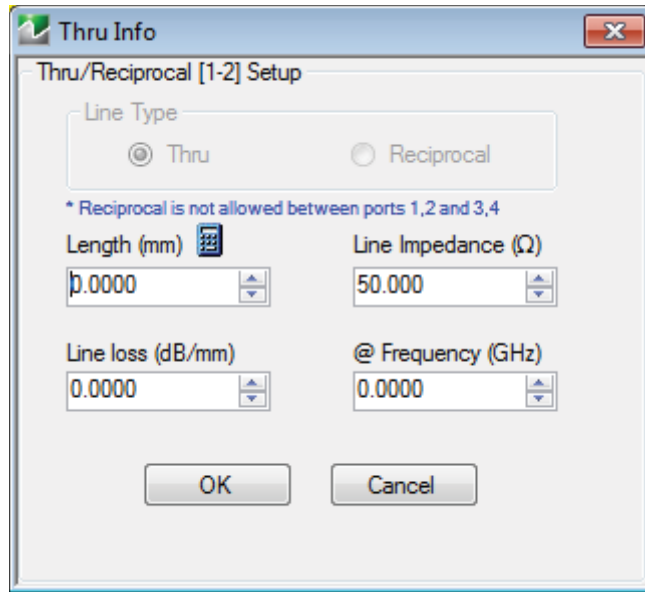 Thru Info
Thru/Reciprocal [1-2] Setup
Line Type
Thru Reciprocal
* Reciprocal is not allowed between ports 1,2 and 3,4
Length (mm) Line Impedance (Ω)
0.0000 50.000
Line loss (dB/mm) @ Frequency (GHz)
0.0000 0.0000
OK Cancel